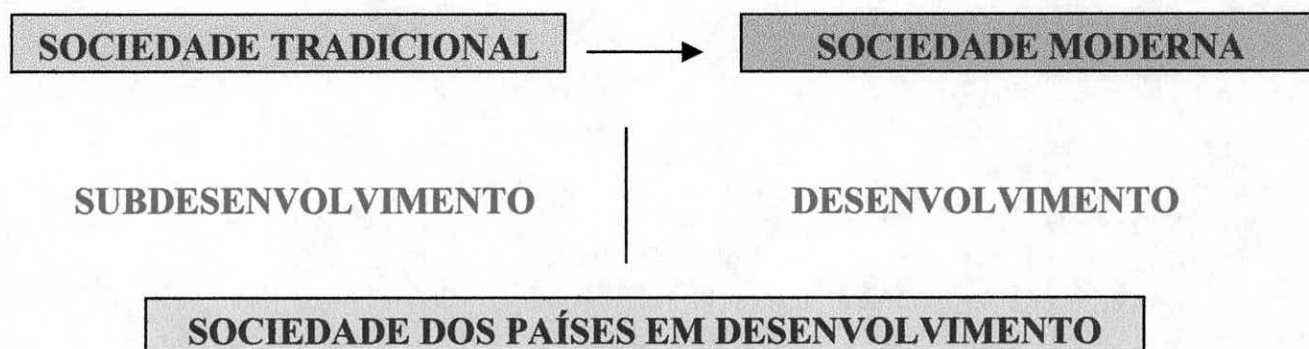 SOCIEDADE TRADICIONAL SOCIEDADE MODERNA
SUBDESENVOLVIMENTO DESENVOLVIMENTO
SOCIEDADE DOS PAÍSES EM DESENVOLVIMENTO